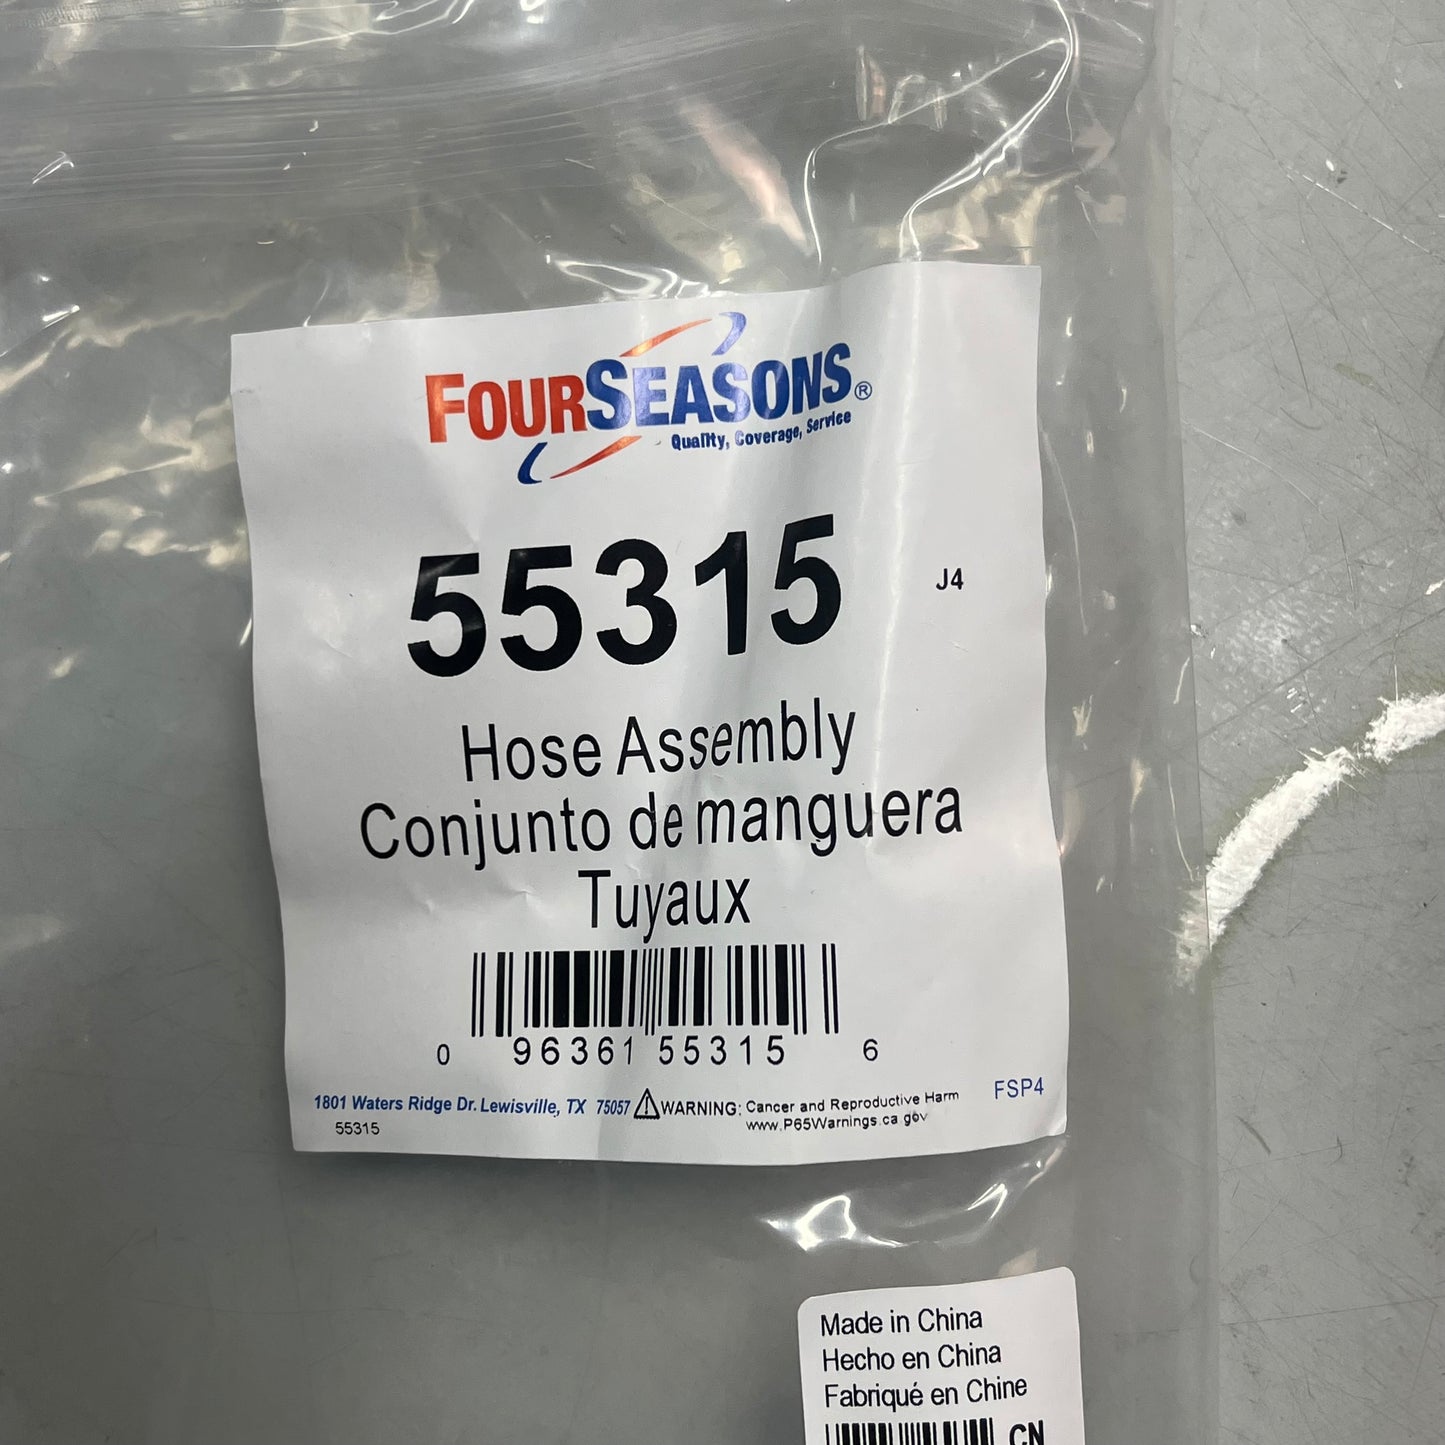 FOURSEASONS®
Quality, Coverage, Service
55315
J4
Hose Assembly
Conjunto de manguera
Tuyaux
0 96361 55315 6
1801 Waters Ridge Dr. Lewisville, TX 75057
WARNING: Cancer and Reproductive Harm
www.P65Warnings.ca.gov
FSP4
55315
Made in China
Hecho en China
Fabriqué en Chine
CN